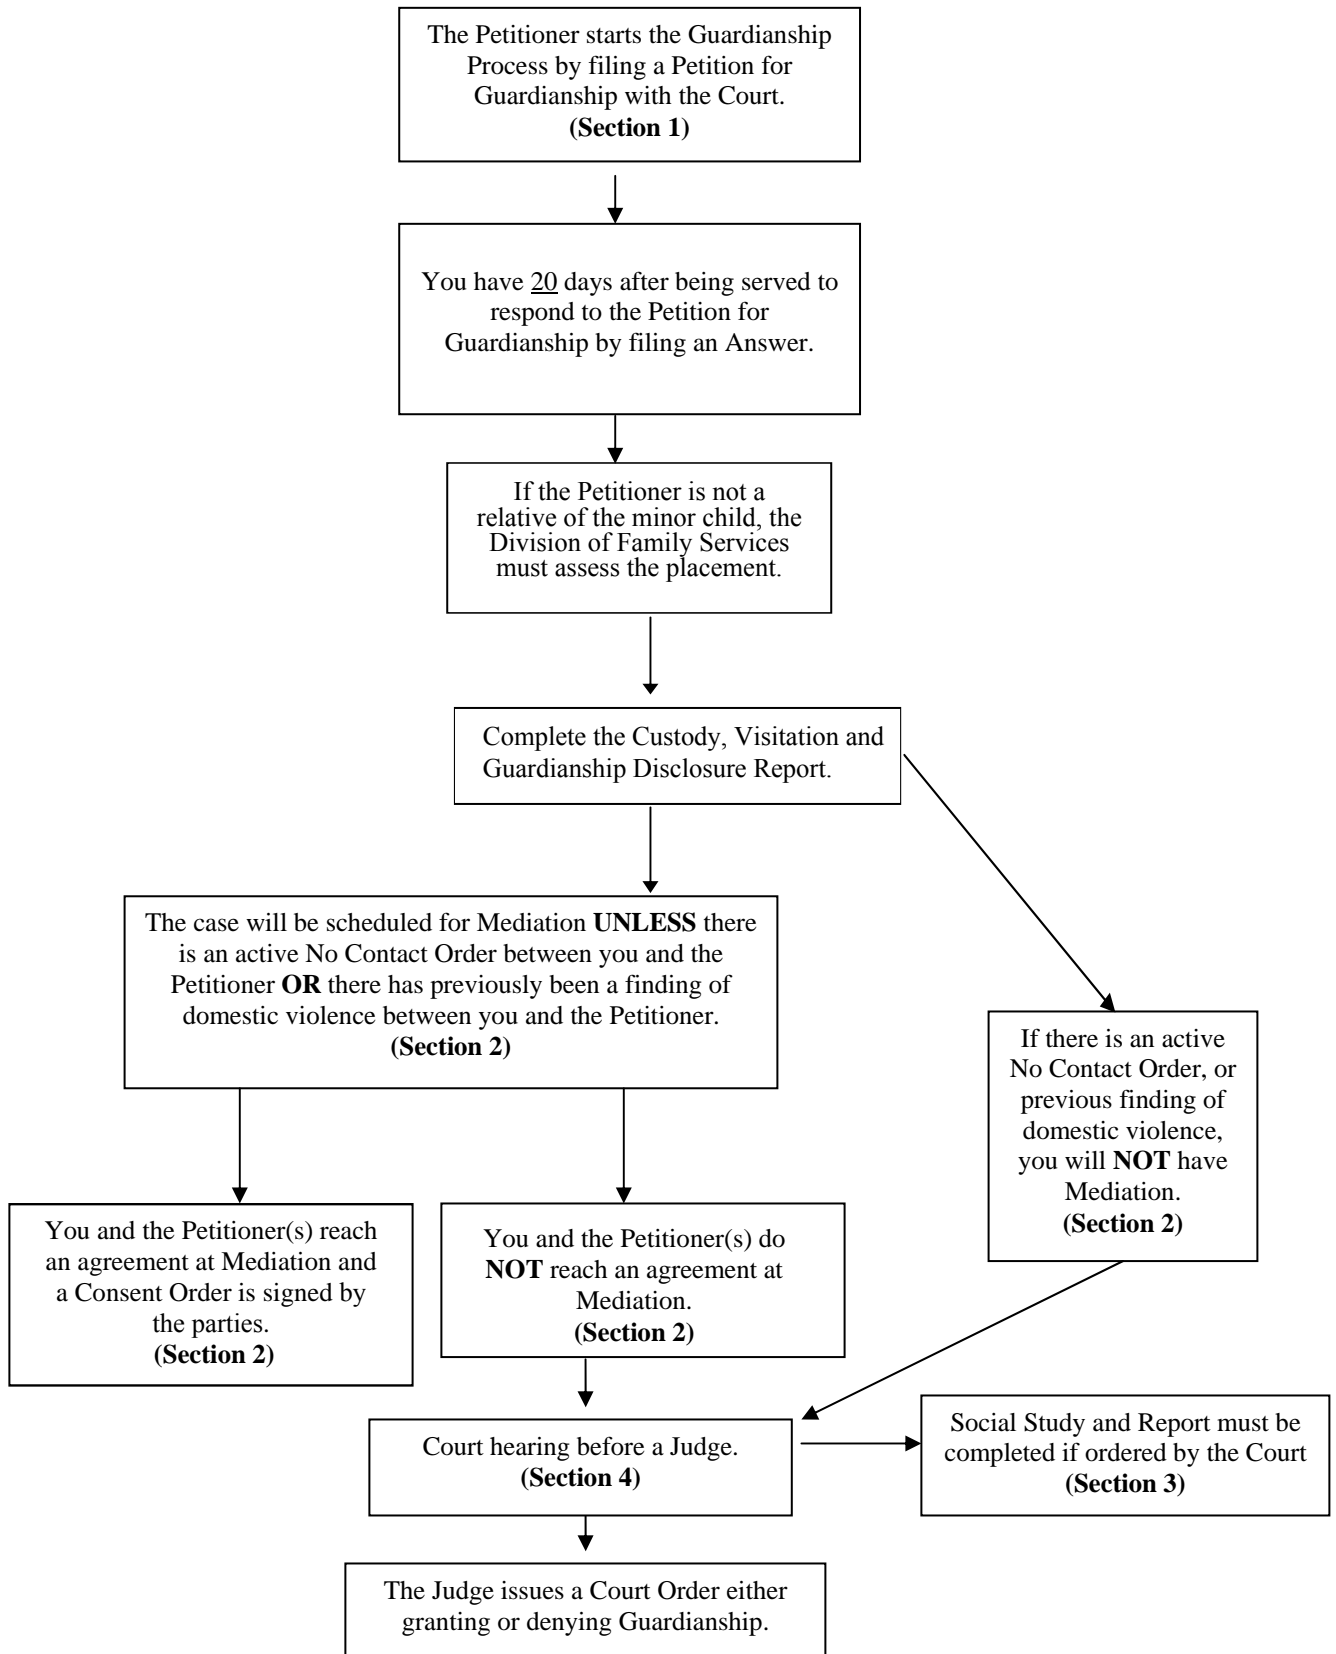 The Petitioner starts the Guardianship
Process by filing a Petition for
Guardianship with the Court.
(Section 1)
You have 20 days after being served to
respond to the Petition for
Guardianship by filing an Answer.
If the Petitioner is not a
relative of the minor child, the
Division of Family Services
must assess the placement.
Complete the Custody, Visitation and
Guardianship Disclosure Report.
The case will be scheduled for Mediation UNLESS there
is an active No Contact Order between you and the
Petitioner OR there has previously been a finding of
domestic violence between you and the Petitioner.
(Section 2)
If there is an active
No Contact Order, or
previous finding of
domestic violence,
you will NOT have
Mediation.
(Section 2)
You and the Petitioner(s) reach
an agreement at Mediation and
a Consent Order is signed by
the parties.
(Section 2)
You and the Petitioner(s) do
NOT reach an agreement at
Mediation.
(Section 2)
Court hearing before a Judge.
(Section 4)
Social Study and Report must be
completed if ordered by the Court
(Section 3)
The Judge issues a Court Order either
granting or denying Guardianship.